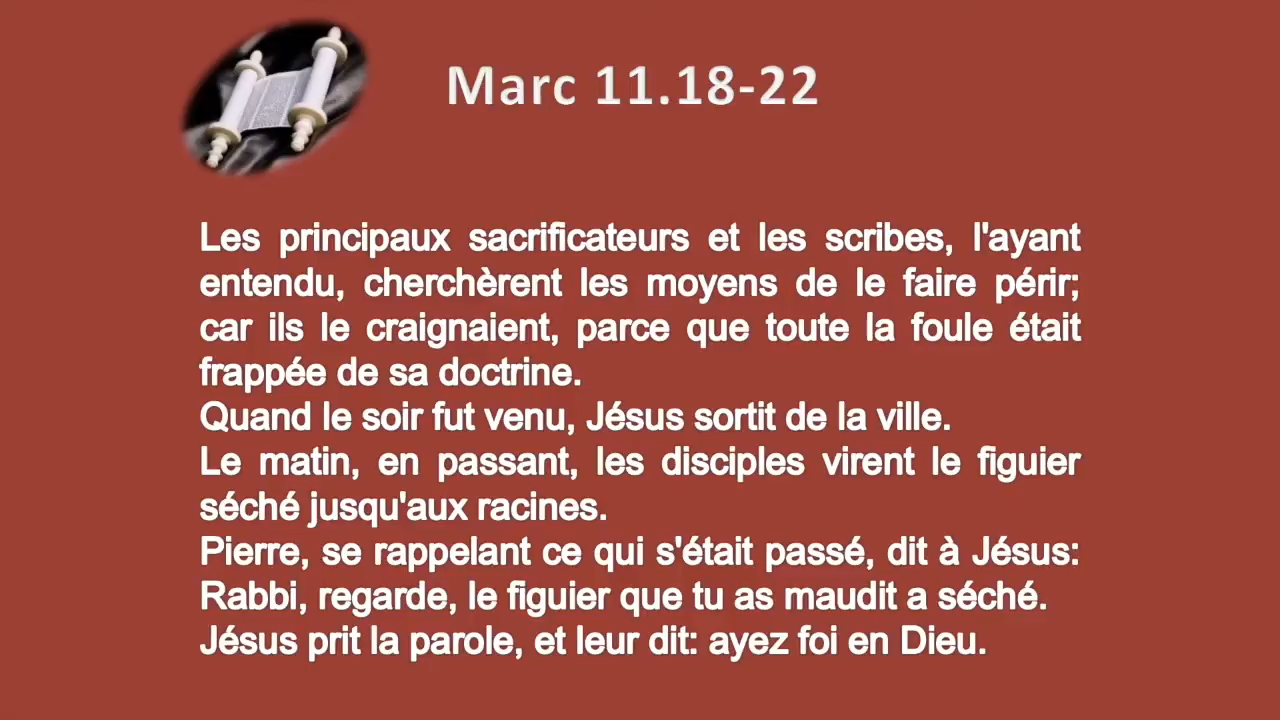 Marc 11.18-22
Les principaux sacrificateurs et les scribes, l'ayant
entendu, cherchèrent les moyens de le faire périr;
car ils le craignaient, parce que toute la foule était
frappée de sa doctrine.
Quand le soir fut venu, Jésus sortit de la ville.
Le matin, en passant, les disciples virent le figuier
séché jusqu'aux racines.
Pierre, se rappelant ce qui s'était passé, dit à Jésus:
Rabbi, regarde, le figuier que tu as maudit a séché.
Jésus prit la parole, et leur dit: ayez foi en Dieu.